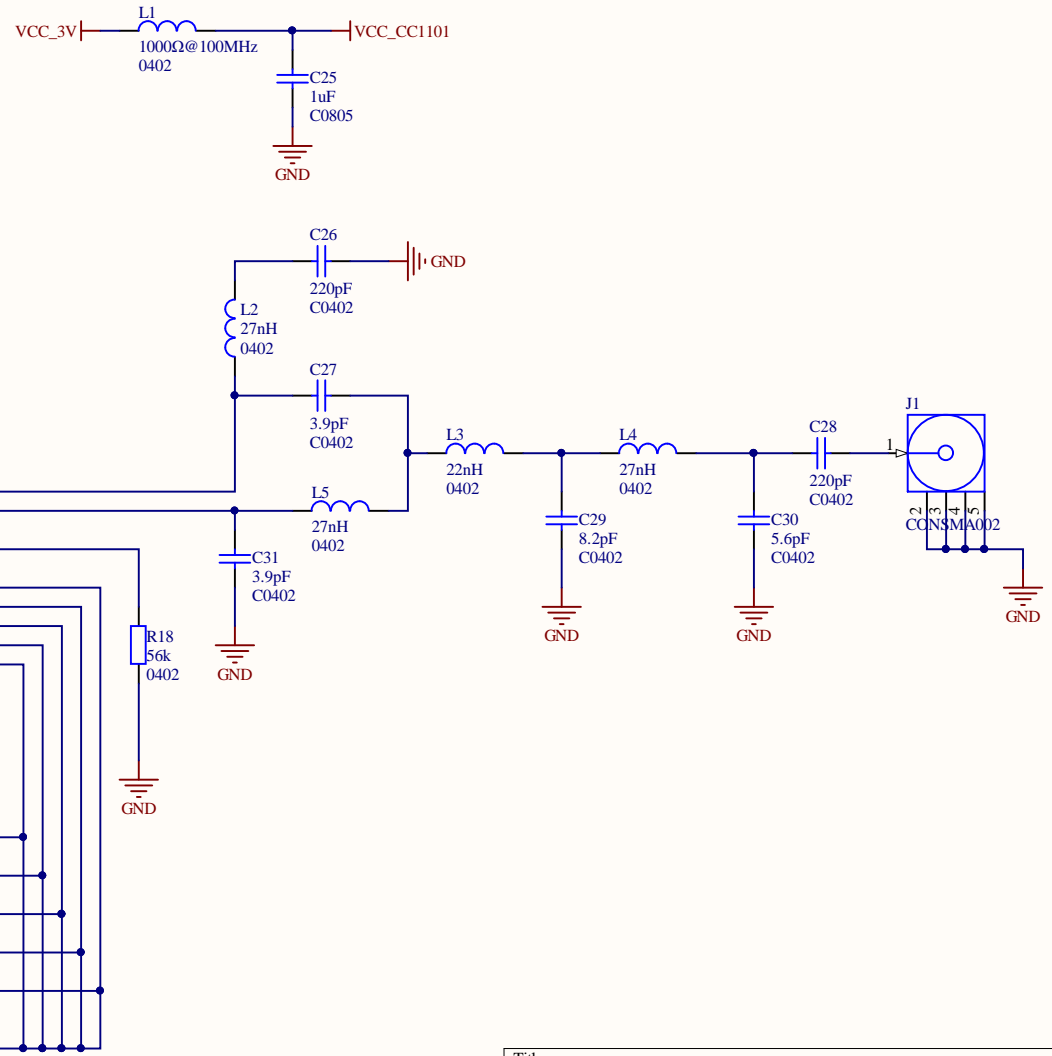 L1
VCC_3V
VCC_CC1101
1000Ω@100MHz
0402
C25
1uF
C0805
GND
C26
GND
220pF
C0402
L2
27nH
0402
C27
3.9pF
C0402
L3
22nH
0402
L4
27nH
0402
C28
220pF
C0402
J1
1
2
3
4
5
CONSMA002
GND
L5
27nH
0402
C29
8.2pF
C0402
GND
C30
5.6pF
C0402
GND
C31
3.9pF
C0402
GND
R18
56k
0402
GND